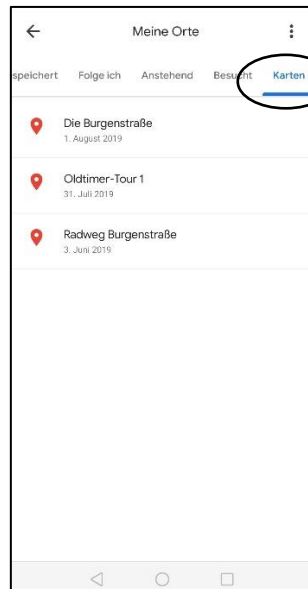 Meine Orte
speichert Folge ich Anstehend Besucht Karten
Die Burgenstraße
1. August 2019
Oldtimer-Tour 1
31. Juli 2019
Radweg Burgenstraße
3. Juni 2019